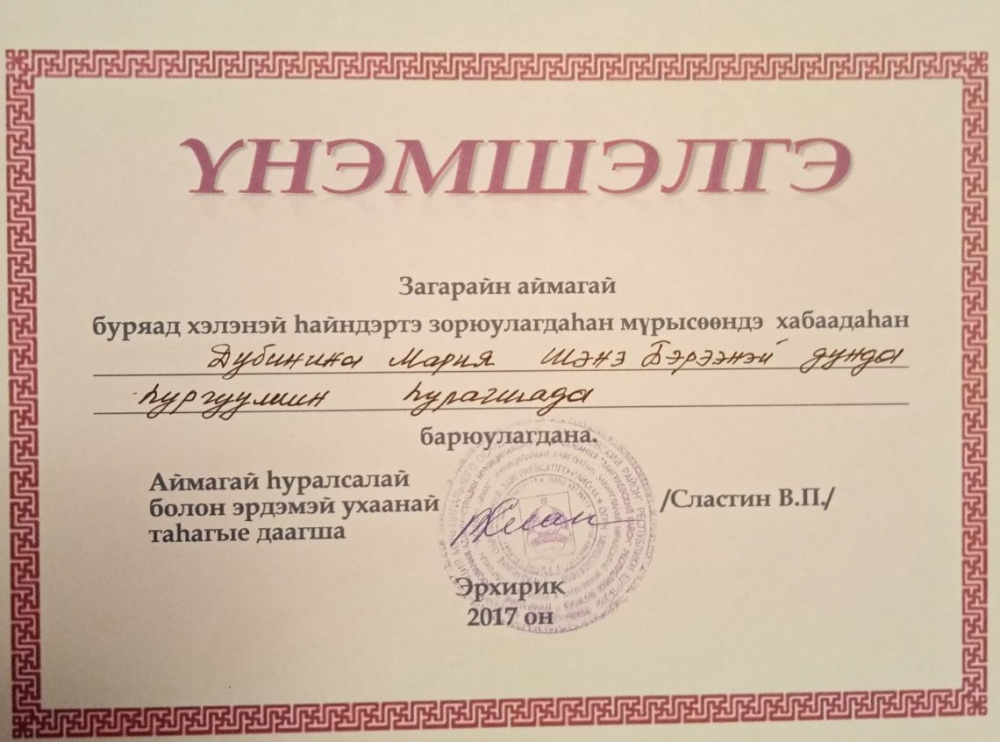 ҮНЭМШЭЛГЭ
Загарайн аймагай
буряад хэлэнэй һайндэртэ зорюулагдаһан мүрысөөндэ хабаадаһан
Дубинина Мария Шэнэ Бэрээнэй дунда
һургуулиин һурагшада
барюулагдана.
Аймагай һуралсалай
болон эрдэмэй ухаанай
таһагые даагша
/Сластин В.П./
Эрхирик
2017 он